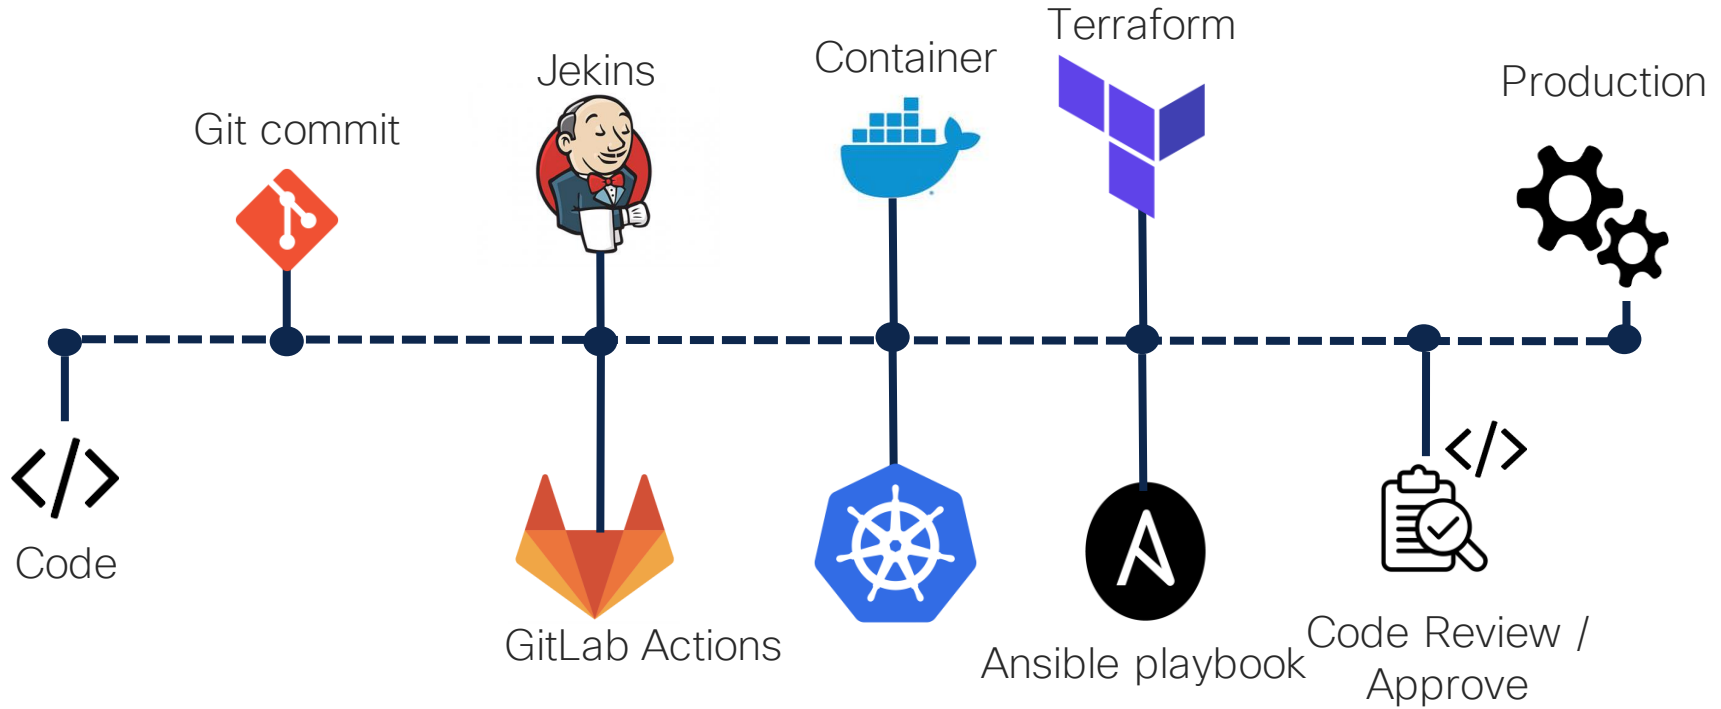 Terraform
Container
Jekins
Production
Git commit
</>
</>
Code
GitLab Actions
Ansible playbook
Code Review /
Approve